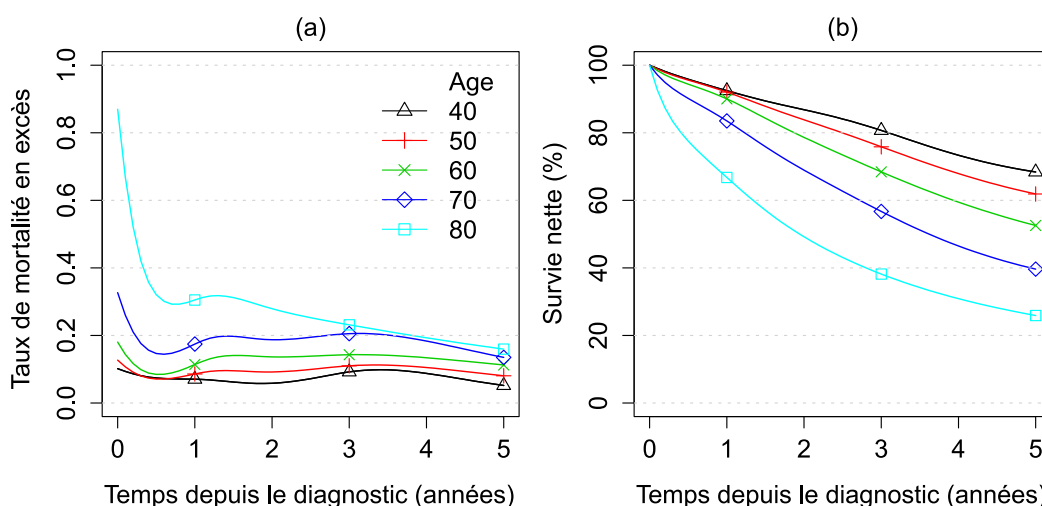 (a)
Taux de mortalité en excès
1.0
0.8
0.6
0.4
0.2
0.0
Age
40
50
60
70
80
0 1 2 3 4 5
Temps depuis le diagnostic (années)
(b)
Survie nette (%)
100
80
60
40
20
0
0 1 2 3 4 5
Temps depuis le diagnostic (années)